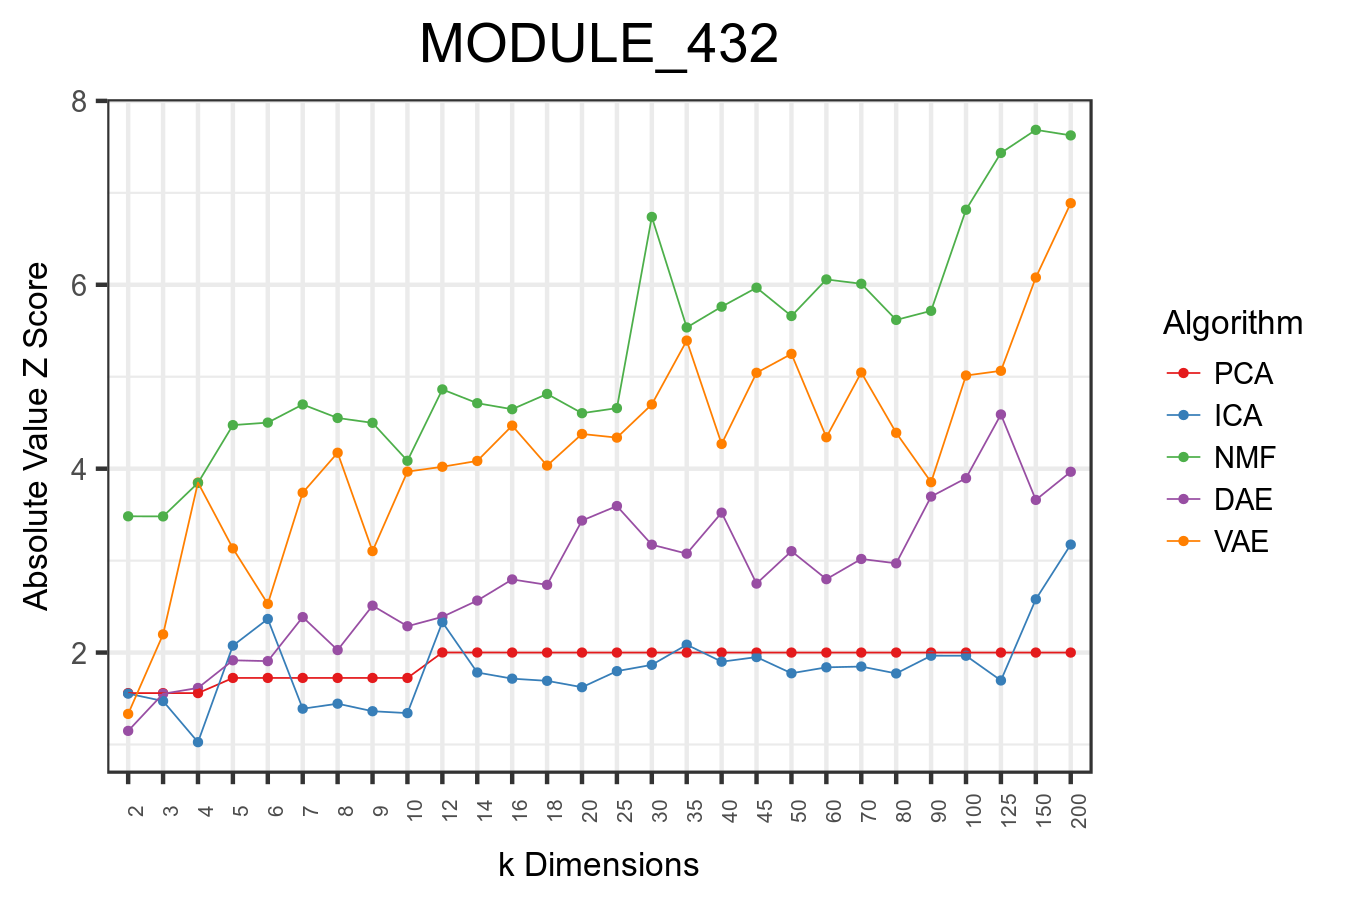 MODULE_432
Absolute Value Z Score
8
6
4
2
2 3 4 5 6 7 8 9 10 12 14 16 18 20 25 30 35 40 45 50 60 70 80 90 100 125 150 200
k Dimensions
Algorithm
PCA
ICA
NMF
DAE
VAE